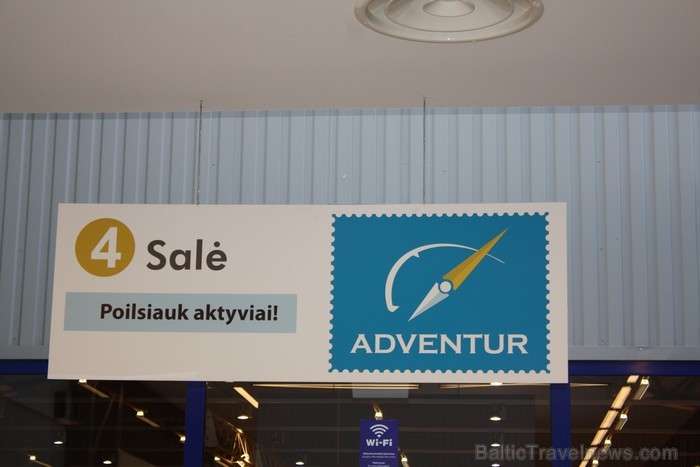 4 Salė
Poilsiauk aktyviai!
ADVENTUR
Wi-Fi
BalticTravelnews.com